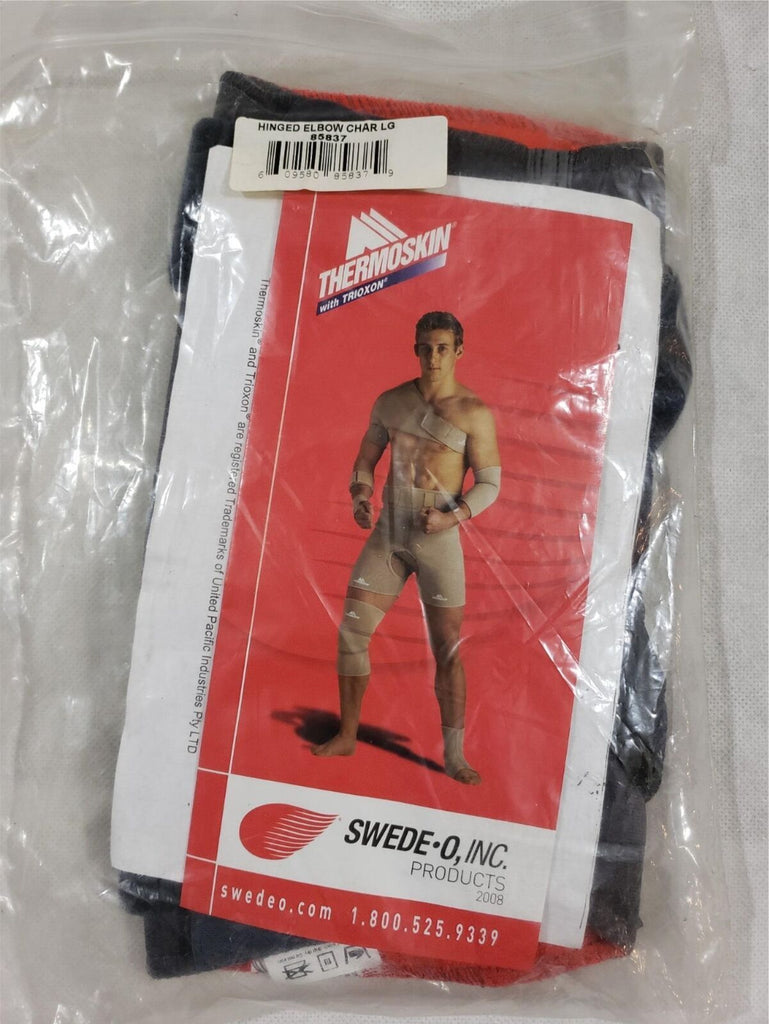 HINGED ELBOW CHAR LG
85837
6 09580 85837 9
THERMOSKIN®
with TRIOXON®
Thermoskin® and Trioxon® are registered Trademarks of United Pacific Industries Pty LTD
SWEDE•O, INC.
PRODUCTS
2008
swedeo.com 1.800.525.9339